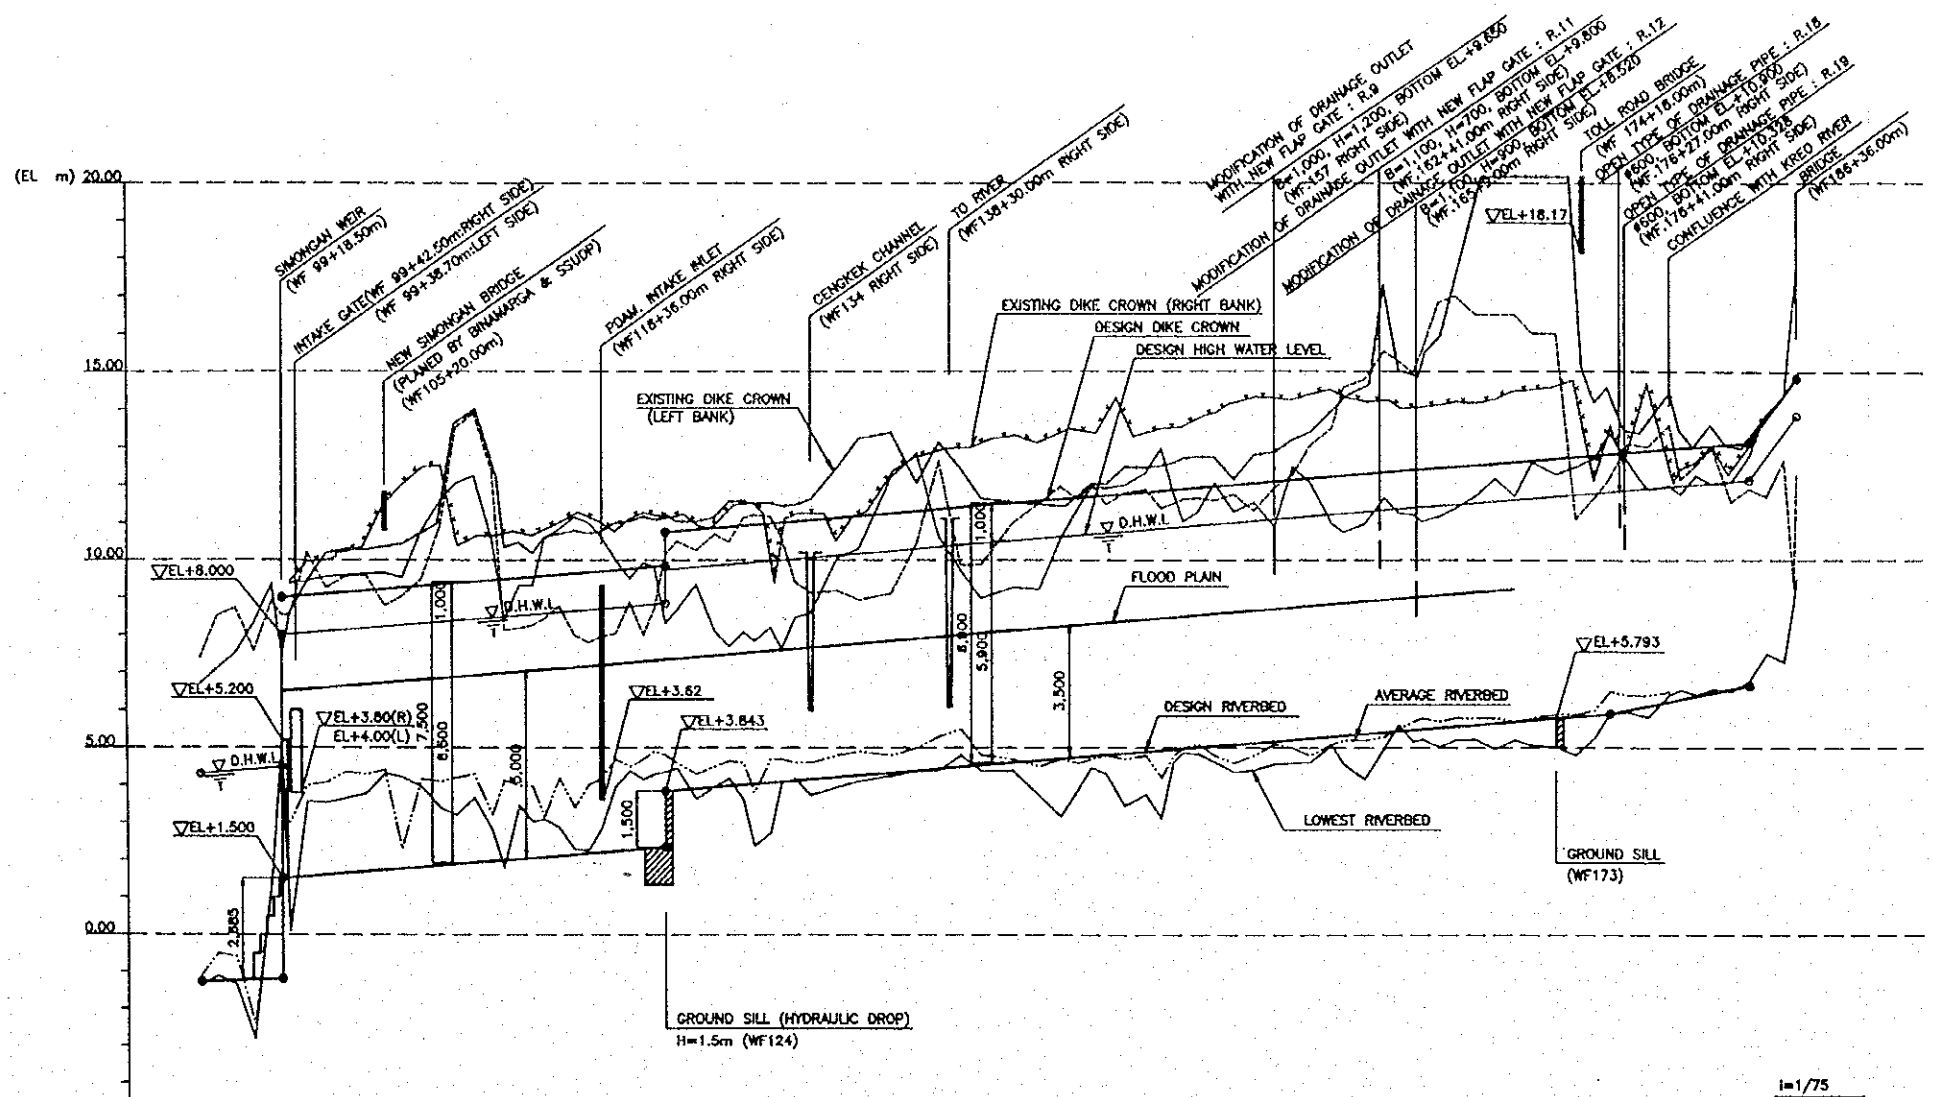 (EL m) 20.00
15.00
10.00
5.00
0.00
SIMONGAN WEIR
(WF 99+18.50m)
INTAKE GATE(WF 99+42.50m:RIGHT SIDE)
(WF 99+38.70m:LEFT SIDE)
NEW SIMONGAN BRIDGE
(PLANED BY BINAMARGA & SSUDP)
(WF105+20.00m)
PDAM. INTAKE INLET
(WF118+36.00m RIGHT SIDE)
CENGKEK CHANNEL
(WF134 RIGHT SIDE)
TO RIVER
(WF138+30.00m RIGHT SIDE)
MODIFICATION OF DRAINAGE OUTLET
WITH NEW FLAP GATE : R.9
B=1,000, H=1,200, BOTTOM EL.+9.650
(WF.157 RIGHT SIDE)
MODIFICATION OF DRAINAGE OUTLET WITH NEW FLAP GATE : R.11
B=1,100, H=700, BOTTOM EL.+9.800
(WF.162+41.00m RIGHT SIDE)
MODIFICATION OF DRAINAGE OUTLET WITH NEW FLAP GATE : R.12
B=1,100, H=900, BOTTOM EL.+8.520
(WF.165+9.00m RIGHT SIDE)
TOLL ROAD BRIDGE
(WF 174+16.00m)
OPEN TYPE OF DRAINAGE PIPE : R.18
ø600, BOTTOM EL.+10.900
(WF.176+27.00m RIGHT SIDE)
OPEN TYPE OF DRAINAGE PIPE : R.19
ø600, BOTTOM EL.+10.328
(WF.176+41.00m RIGHT SIDE)
CONFLUENCE WITH KREO RIVER
BRIDGE
(WF186+36.00m)
▽EL+18.17
EXISTING DIKE CROWN (RIGHT BANK)
DESIGN DIKE CROWN
DESIGN HIGH WATER LEVEL
EXISTING DIKE CROWN
(LEFT BANK)
▽EL+8.000
▽ D.H.W.L
▽ D.H.W.L
FLOOD PLAIN
1,000
1,000
▽EL+5.200
▽EL+3.80(R)
EL+4.00(L)
▽EL+3.62
▽EL+3.843
▽EL+5.793
7,500
6,500
5,000
5,900
3,500
DESIGN RIVERBED
AVERAGE RIVERBED
▽ D.H.W.L
▽EL+1.500
1,500
LOWEST RIVERBED
GROUND SILL
(WF173)
2,685
GROUND SILL (HYDRAULIC DROP)
H=1.5m (WF124)
i=1/75